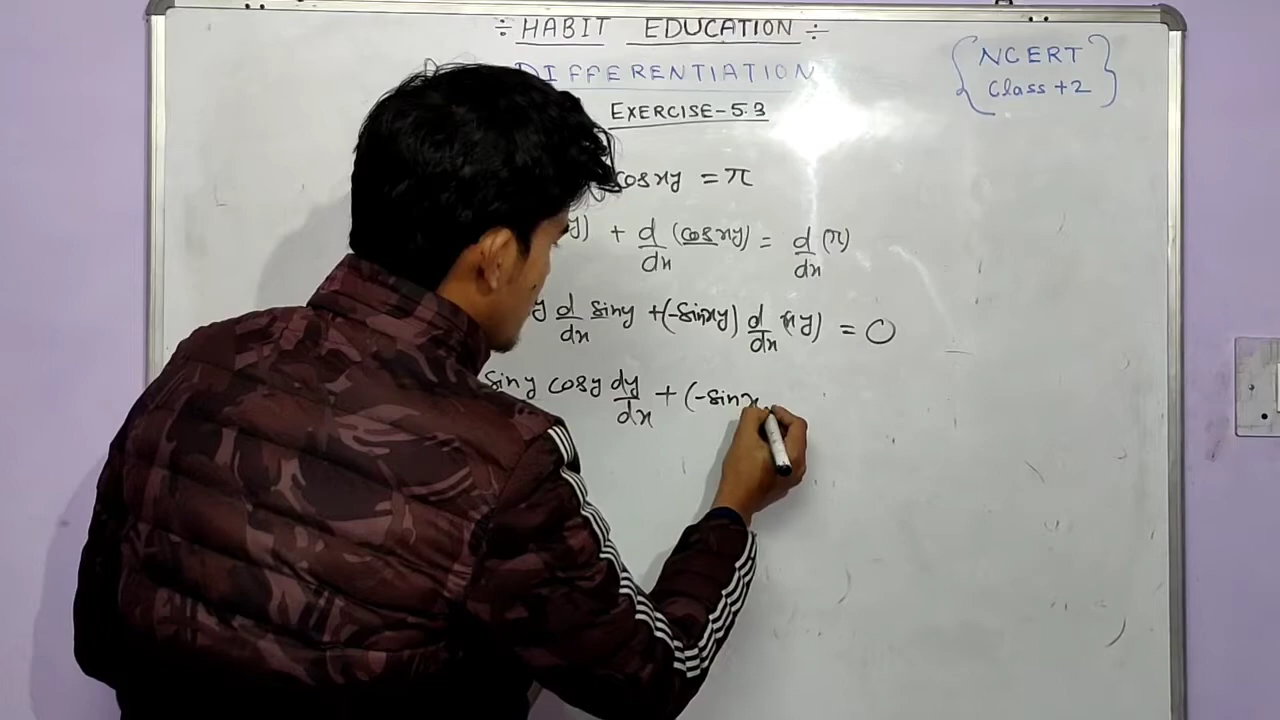 ÷ HABIT EDUCATION ÷
DIFFERENTIATION
{ NCERT
Class +2 }
EXERCISE-5.3
cos xy = π
y) + d/dx (cos xy) = d/dx (π)
y d/dx sin y + (-sin xy) d/dx (xy) = 0
sin y cos y dy/dx + (-sin x